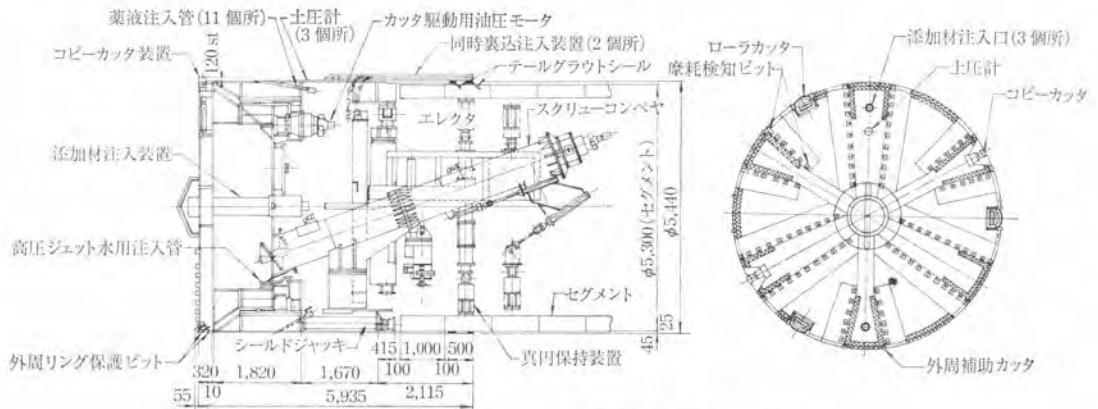 薬液注入管(11個所)
土圧計
(3個所)
カッタ駆動用油圧モータ
同時裏込注入装置(2個所)
テールグラウトシール
コピーカッタ装置
120 st
エレクタ
スクリューコンベヤ
添加材注入装置
高圧ジェット水用注入管
セグメント
外周リング保護ビット
シールドジャッキ
真円保持装置
415
1,000
500
100
100
320
1,820
1,670
2,115
10
5,935
55
φ5,300(セグメント)
φ5,440
45
25
ローラカッタ
摩耗検知ビット
添加材注入口(3個所)
土圧計
コピーカッタ
外周補助カッタ